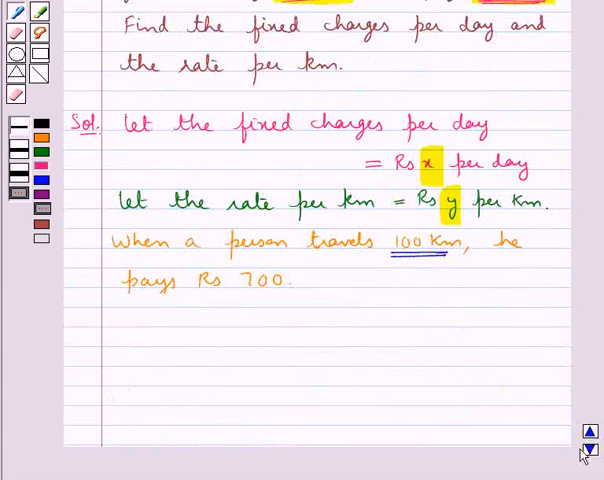 Find the fixed charges per day and
the rate per km.
Sol. Let the fixed charges per day
= Rs x per day
Let the rate per km = Rs y per Km.
When a person travels 100 Km, he
pays Rs 700.